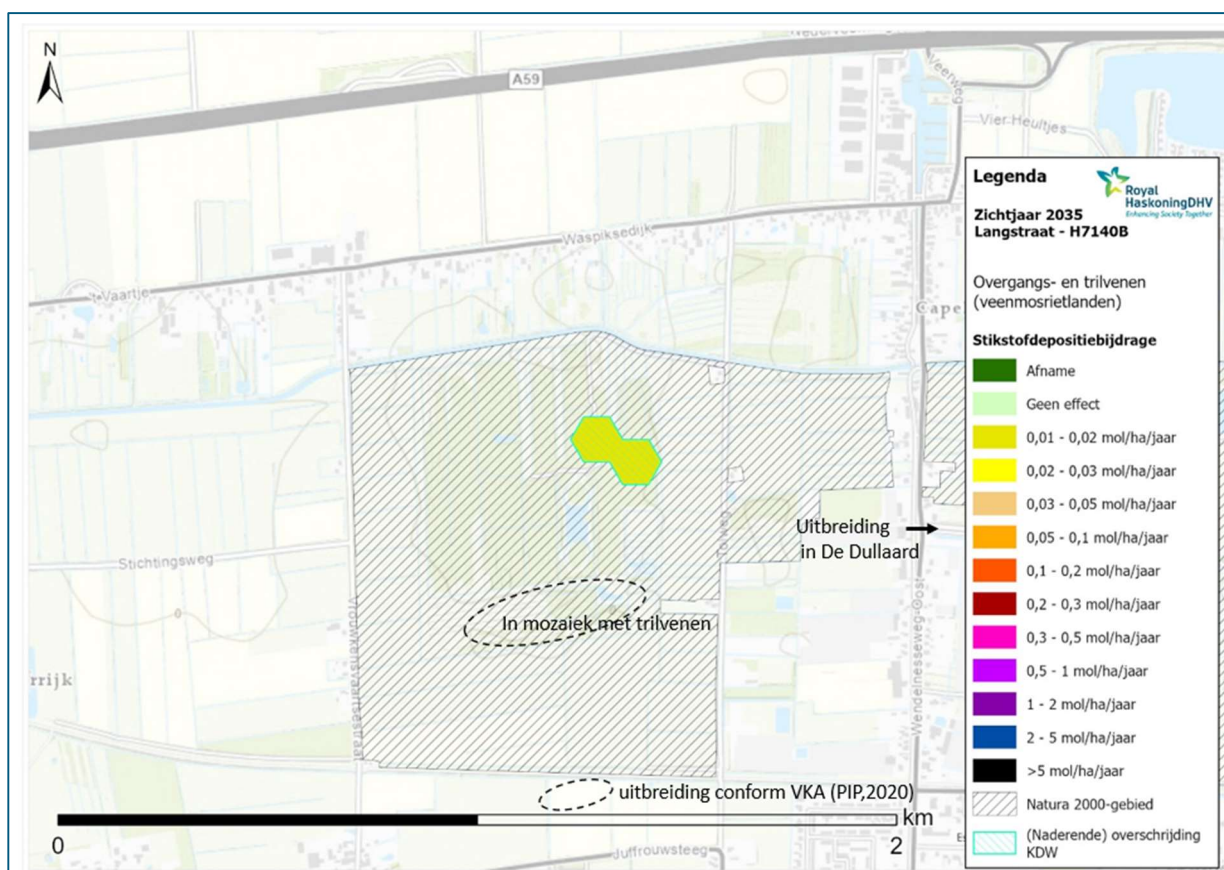 N
A59
Veerweg
Vier Heultjes
Waspiksedijk
't Vaartje
Capel
Stichtingsweg
Vrouwkensvaartsestraat
Wendelnesseweg-Oost
rrijk
Juffrouwsteeg
Uitbreiding
in De Dullaard
In mozaiek met trilvenen
uitbreiding conform VKA (PIP,2020)
km
0
2
0
Legenda
Royal
HaskoningDHV
Enhancing Society Together
Zichtjaar 2035
Langstraat - H7140B
Overgangs- en trilvenen
(veenmosrietlanden)
Stikstofdepositiebijdrage
Afname
Geen effect
0,01 - 0,02 mol/ha/jaar
0,02 - 0,03 mol/ha/jaar
0,03 - 0,05 mol/ha/jaar
0,05 - 0,1 mol/ha/jaar
0,1 - 0,2 mol/ha/jaar
0,2 - 0,3 mol/ha/jaar
0,3 - 0,5 mol/ha/jaar
0,5 - 1 mol/ha/jaar
1 - 2 mol/ha/jaar
2 - 5 mol/ha/jaar
>5 mol/ha/jaar
Natura 2000-gebied
(Naderende) overschrijding
KDW